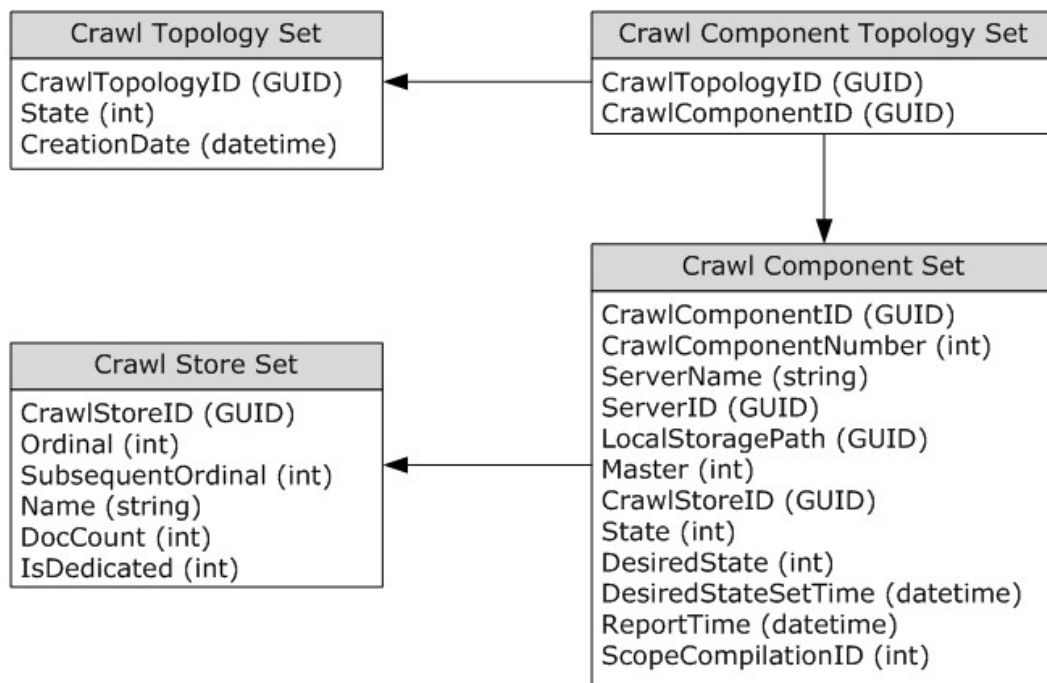 Crawl Topology Set
CrawlTopologyID (GUID)
State (int)
CreationDate (datetime)
Crawl Component Topology Set
CrawlTopologyID (GUID)
CrawlComponentID (GUID)
Crawl Store Set
CrawlStoreID (GUID)
Ordinal (int)
SubsequentOrdinal (int)
Name (string)
DocCount (int)
IsDedicated (int)
Crawl Component Set
CrawlComponentID (GUID)
CrawlComponentNumber (int)
ServerName (string)
ServerID (GUID)
LocalStoragePath (GUID)
Master (int)
CrawlStoreID (GUID)
State (int)
DesiredState (int)
DesiredStateSetTime (datetime)
ReportTime (datetime)
ScopeCompilationID (int)